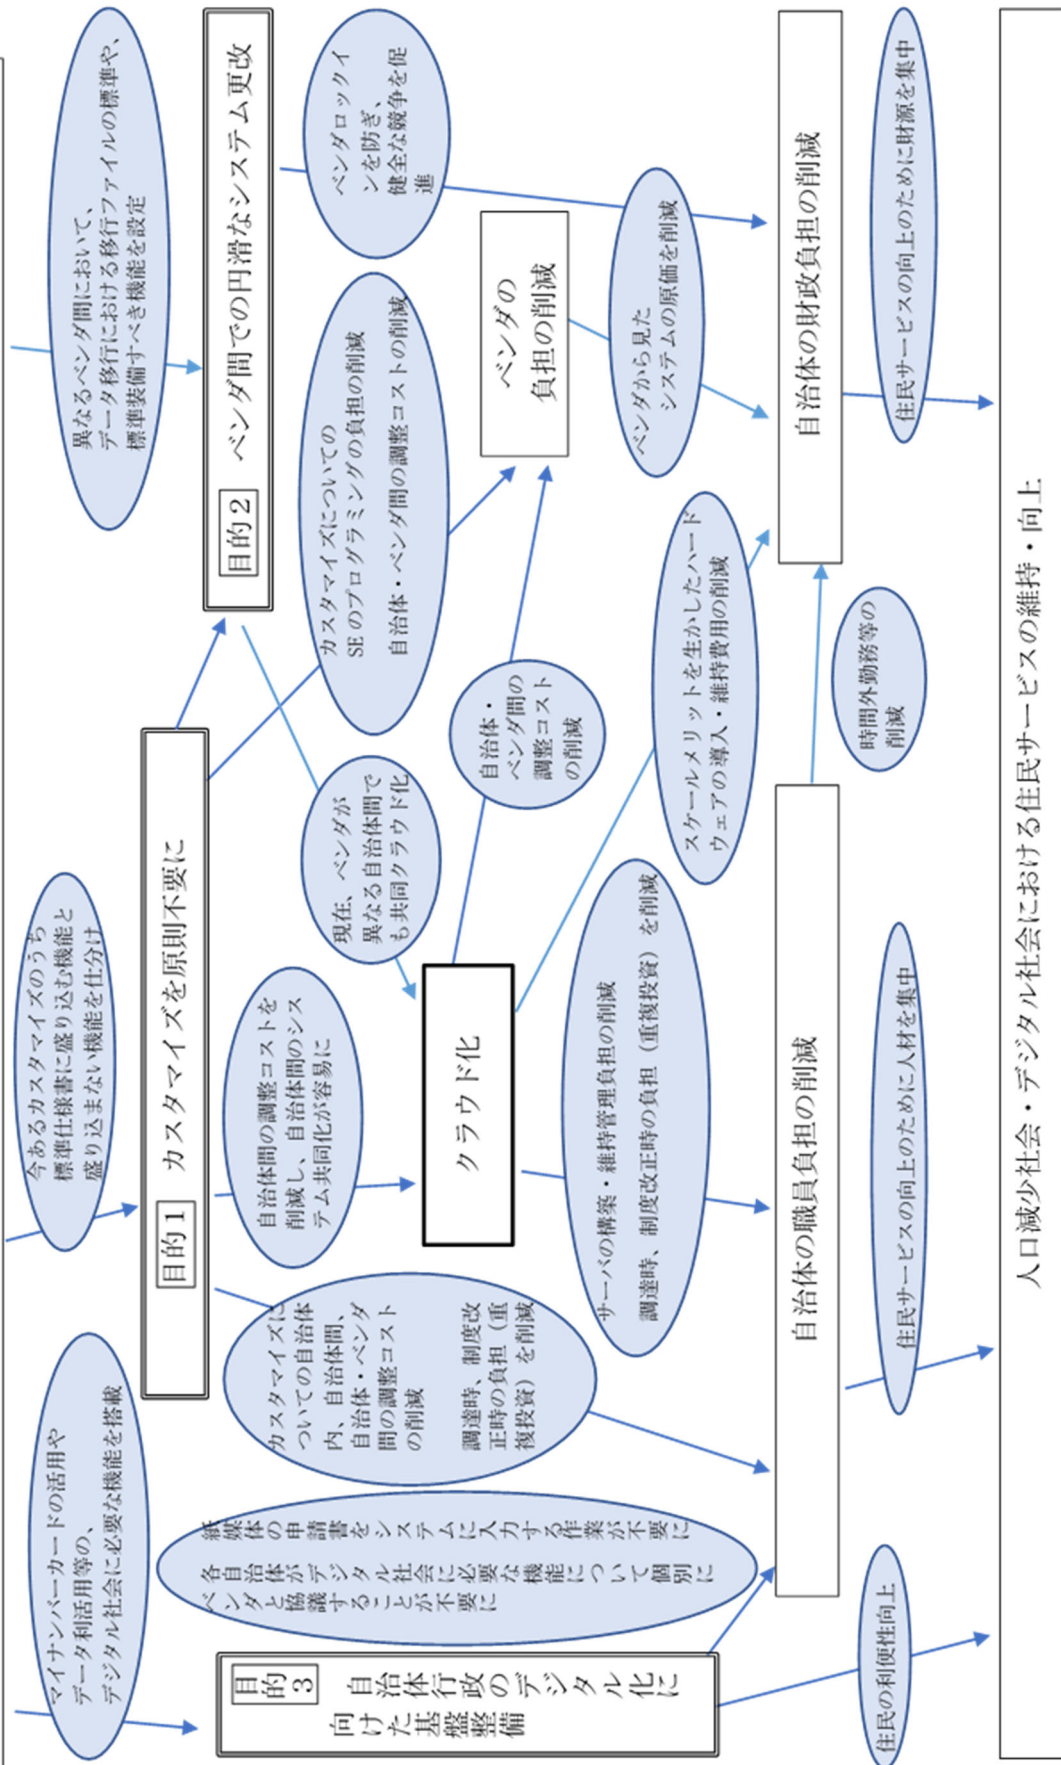 マイナンバーカードの活用や
データ利活用等の、
デジタル社会に必要な機能を搭載
今あるカスタマイズのうち
標準仕様書に盛り込む機能と
盛り込まない機能を仕分け
異なるベンダ間において、
データ移行における移行ファイルの標準や、
標準装備すべき機能を設定
目的1 カスタマイズを原則不要に
目的2 ベンダ間での円滑なシステム更改
目的3 自治体行政のデジタル化に
向けた基盤整備
紙媒体の申請書をシステムに入力する作業が不要に
各自治体がデジタル社会に必要な機能について個別に
ベンダと協議することが不要に
カスタマイズに
ついての自治体
内、自治体間、
自治体・ベンダ
間の調整コスト
の削減
調達時、制度改
正時の負担（重
複投資）を削減
自治体間の調整コストを
削減し、自治体間のシス
テム共同化が容易に
現在、ベンダが
異なる自治体間で
も共同クラウド化
カスタマイズについての
SEのプログラミングの負担の削減
自治体・ベンダ間の調整コストの削減
ベンダロックイ
ンを防ぎ、
健全な競争を促
進
クラウド化
自治体・
ベンダ間の
調整コスト
の削減
ベンダの
負担の削減
サーバの構築・維持管理負担の削減
調達時、制度改正時の負担（重複投資）を削減
スケールメリットを生かしたハード
ウェアの導入・維持費用の削減
ベンダから見た
システムの原価を削減
自治体の職員負担の削減
時間外勤務等の
削減
自治体の財政負担の削減
住民の利便性向上
住民サービスの向上のために人材を集中
住民サービスの向上のために財源を集中
人口減少社会・デジタル社会における住民サービスの維持・向上